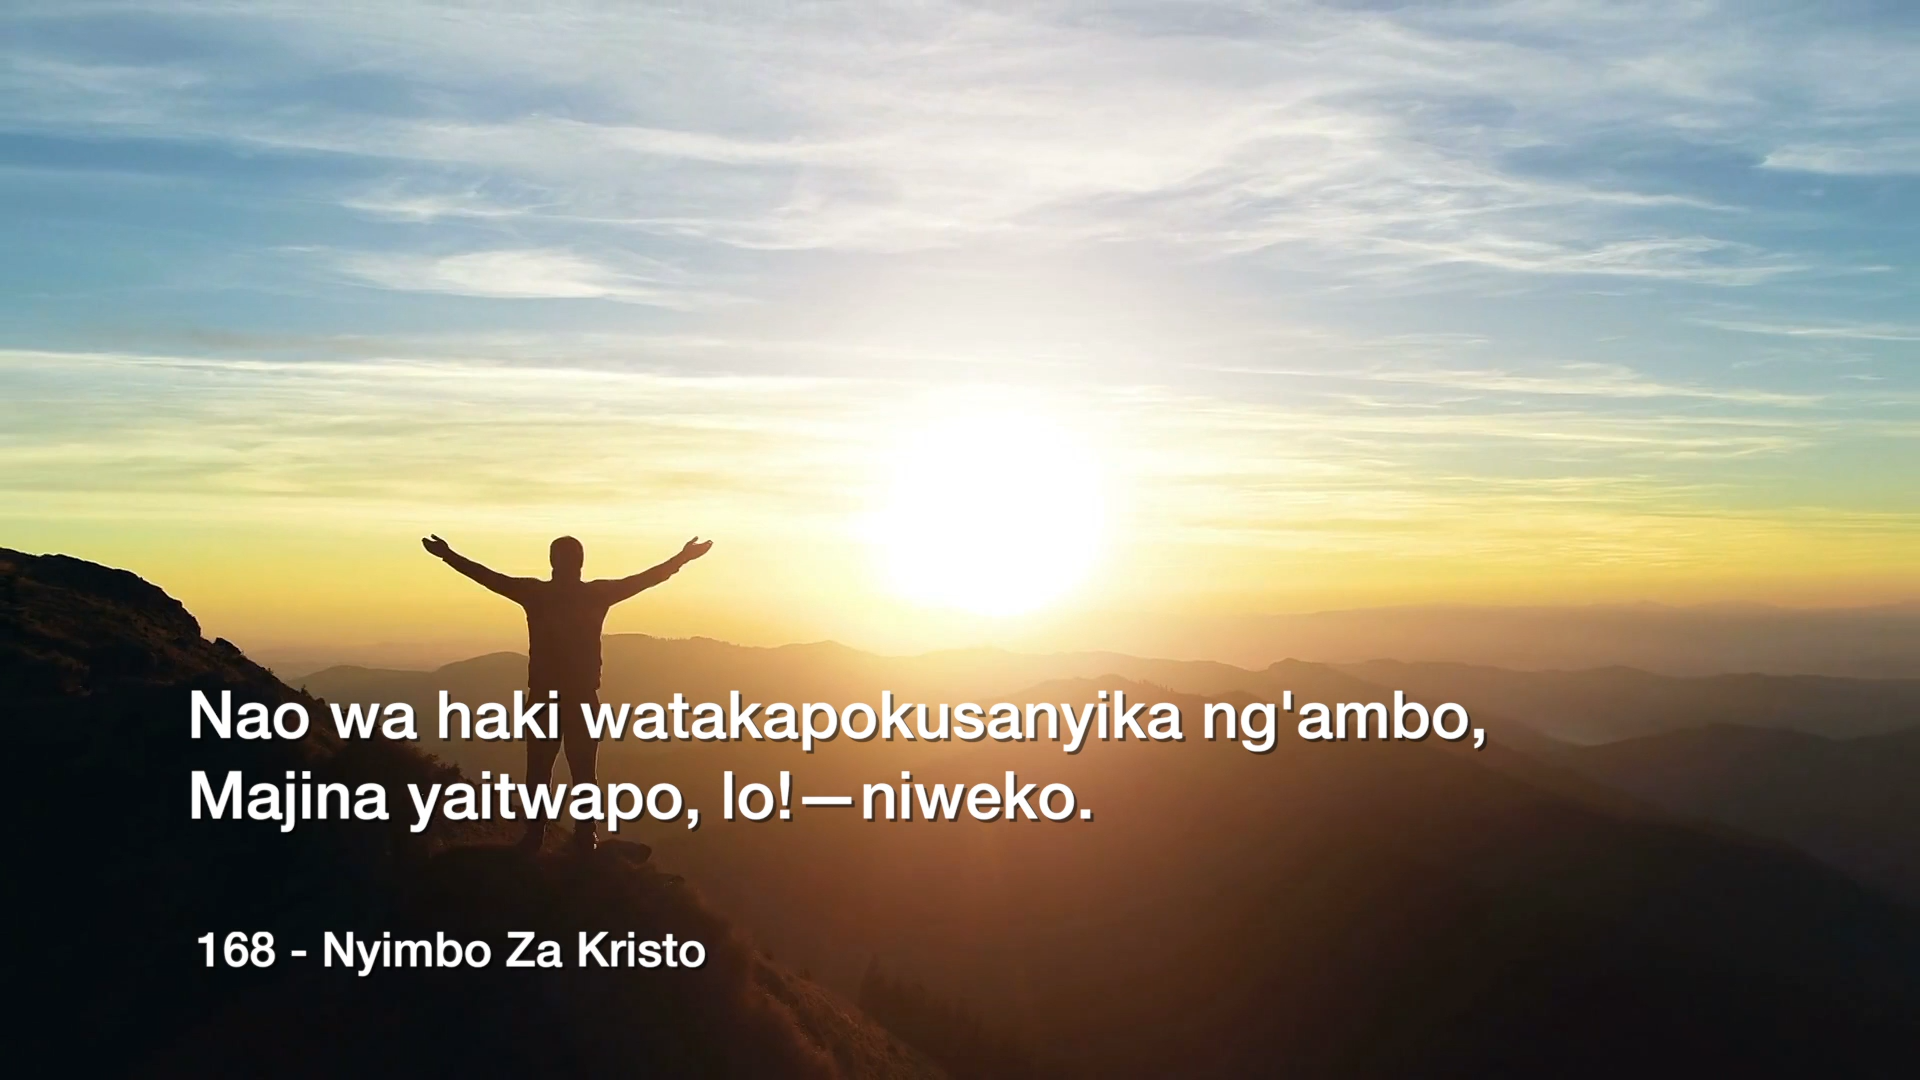 Nao wa haki watakapokusanyika ng'ambo,
Majina yaitwapo, lo!—niweko.
168 - Nyimbo Za Kristo